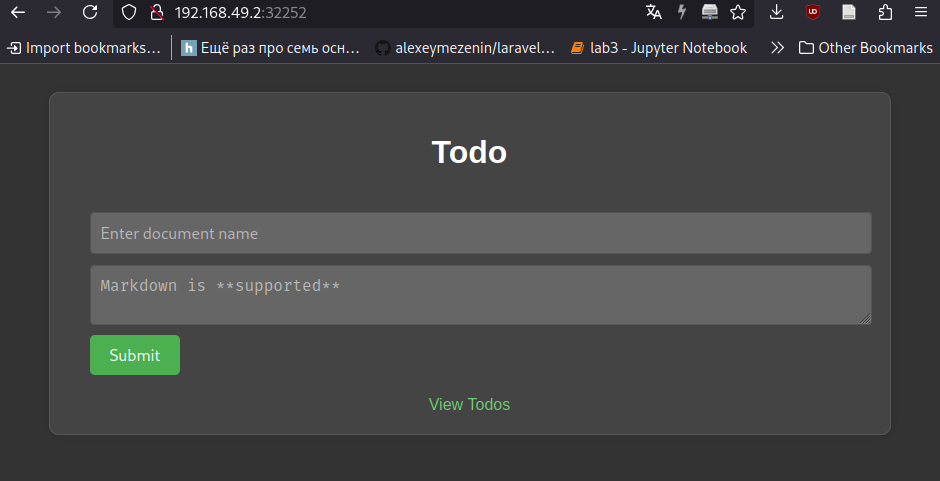 192.168.49.2:32252
Import bookmarks… Ещё раз про семь осн… alexeymezenin/laravel… lab3 - Jupyter Notebook Other Bookmarks
Todo
Enter document name
Markdown is **supported**
Submit
View Todos